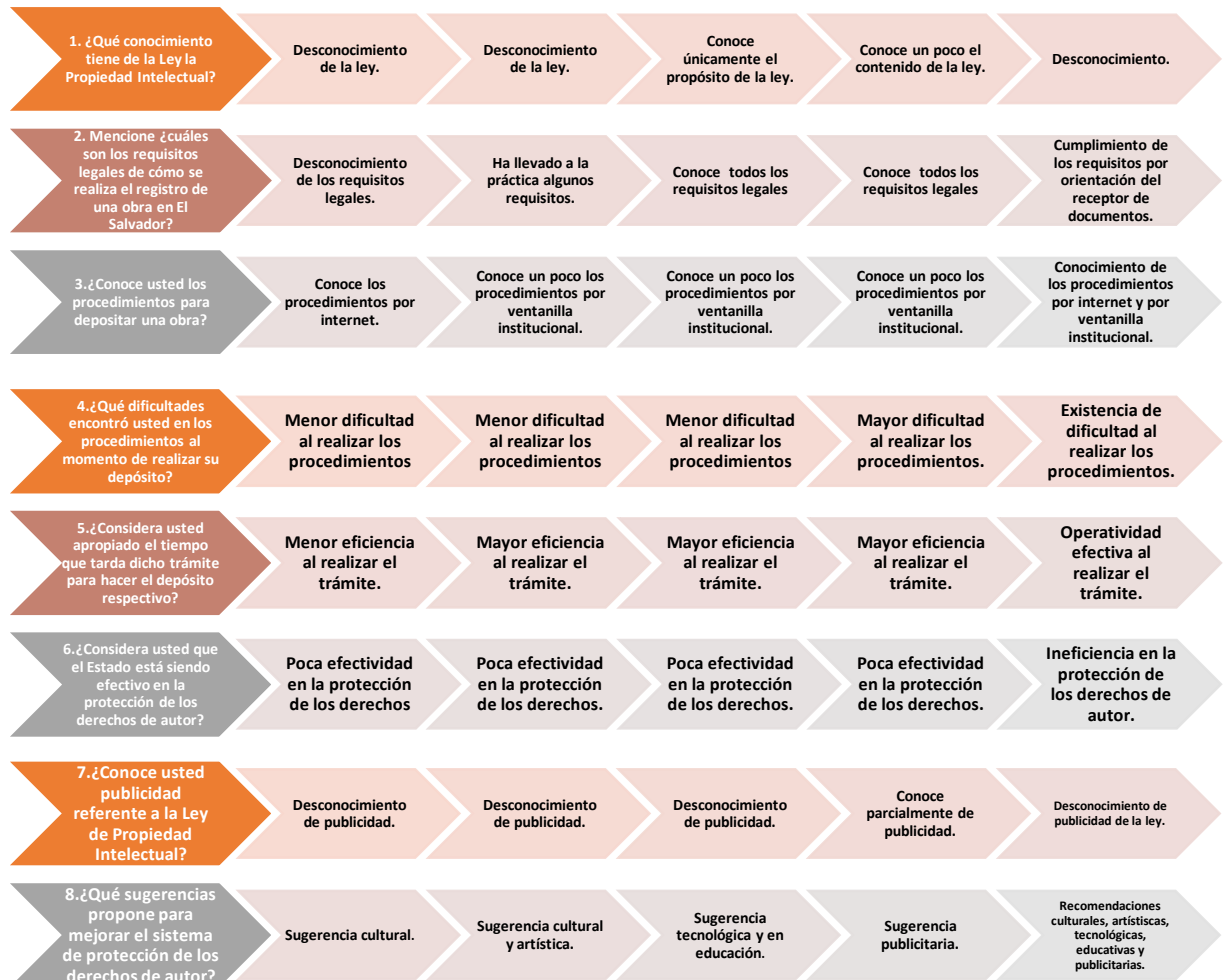 1. ¿Qué conocimiento
tiene de la Ley la
Propiedad Intelectual?
Desconocimiento
de la ley.
Desconocimiento
de la ley.
Conoce
únicamente el
propósito de la ley.
Conoce un poco el
contenido de la ley.
Desconocimiento.
2. Mencione ¿cuáles
son los requisitos
legales de cómo se
realiza el registro de
una obra en El
Salvador?
Desconocimiento
de los requisitos
legales.
Ha llevado a la
práctica algunos
requisitos.
Conoce todos los
requisitos legales
Conoce todos los
requisitos legales
Cumplimiento de
los requisitos por
orientación del
receptor de
documentos.
3.¿Conoce usted los
procedimientos para
depositar una obra?
Conoce los
procedimientos por
internet.
Conoce un poco los
procedimientos por
ventanilla
institucional.
Conoce un poco los
procedimientos por
ventanilla
institucional.
Conoce un poco los
procedimientos por
ventanilla
institucional.
Conocimiento de
los procedimientos
por internet y por
ventanilla
institucional.
4.¿Qué dificultades
encontró usted en los
procedimientos al
momento de realizar su
depósito?
Menor dificultad
al realizar los
procedimientos
Menor dificultad
al realizar los
procedimientos
Menor dificultad
al realizar los
procedimientos
Mayor dificultad
al realizar los
procedimientos.
Existencia de
dificultad al
realizar los
procedimientos.
5.¿Considera usted
apropiado el tiempo
que tarda dicho trámite
para hacer el depósito
respectivo?
Menor eficiencia
al realizar el
trámite.
Mayor eficiencia
al realizar el
trámite.
Mayor eficiencia
al realizar el
trámite.
Mayor eficiencia
al realizar el
trámite.
Operatividad
efectiva al
realizar el
trámite.
6.¿Considera usted que
el Estado está siendo
efectivo en la
protección de los
derechos de autor?
Poca efectividad
en la protección
de los derechos
Poca efectividad
en la protección
de los derechos.
Poca efectividad
en la protección
de los derechos.
Poca efectividad
en la protección
de los derechos.
Ineficiencia en la
protección de
los derechos de
autor.
7.¿Conoce usted
publicidad
referente a la Ley
de Propiedad
Intelectual?
Desconocimiento
de publicidad.
Desconocimiento
de publicidad.
Desconocimiento
de publicidad.
Conoce
parcialmente de
publicidad.
Desconocimiento de
publicidad de la ley.
8.¿Qué sugerencias
propone para
mejorar el sistema
de protección de los
derechos de autor?
Sugerencia cultural.
Sugerencia cultural
y artística.
Sugerencia
tecnológica y en
educación.
Sugerencia
publicitaria.
Recomendaciones
culturales, artístiscas,
tecnológicas,
educativas y
publicitarias.